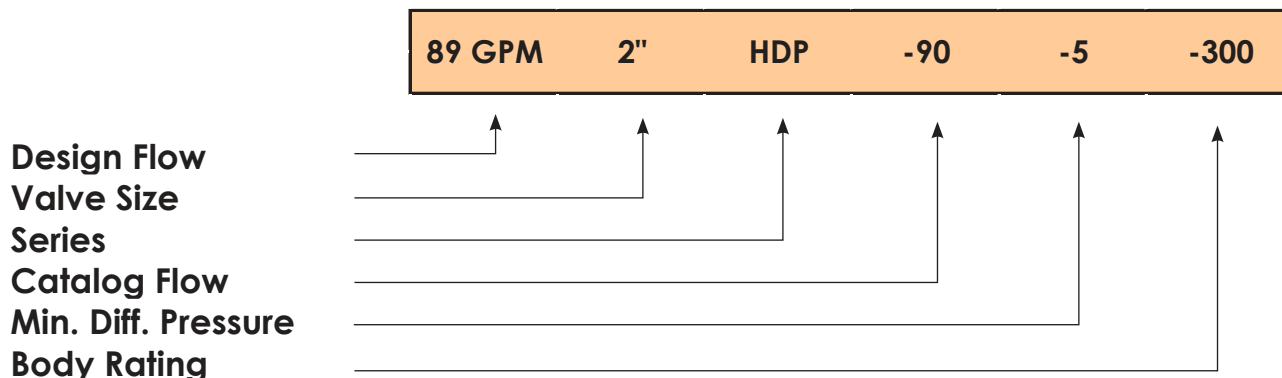 89 GPM 2" HDP -90 -5 -300
Design Flow
Valve Size
Series
Catalog Flow
Min. Diff. Pressure
Body Rating